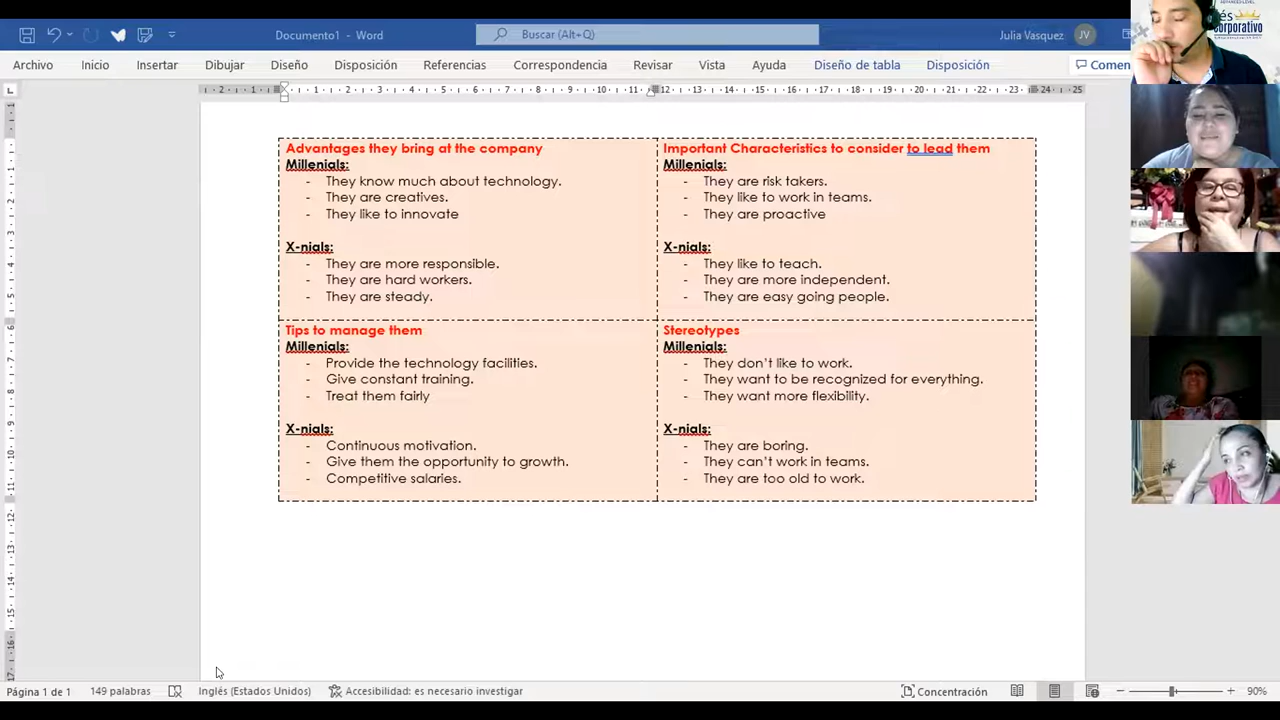 Documento1 - Word
Buscar (Alt+Q)
Julia Vasquez
JV
Archivo
Inicio
Insertar
Dibujar
Diseño
Disposición
Referencias
Correspondencia
Revisar
Vista
Ayuda
Diseño de tabla
Disposición
Comen
és
corporativo
Advantages they bring at the company
Millenials:
- They know much about technology.
- They are creatives.
- They like to innovate
X-nials:
- They are more responsible.
- They are hard workers.
- They are steady.
Important Characteristics to consider to lead them
Millenials:
- They are risk takers.
- They like to work in teams.
- They are proactive
X-nials:
- They like to teach.
- They are more independent.
- They are easy going people.
Tips to manage them
Millenials:
- Provide the technology facilities.
- Give constant training.
- Treat them fairly
X-nials:
- Continuous motivation.
- Give them the opportunity to growth.
- Competitive salaries.
Stereotypes
Millenials:
- They don't like to work.
- They want to be recognized for everything.
- They want more flexibility.
X-nials:
- They are boring.
- They can't work in teams.
- They are too old to work.
Página 1 de 1
149 palabras
Inglés (Estados Unidos)
Accesibilidad: es necesario investigar
Concentración
90%